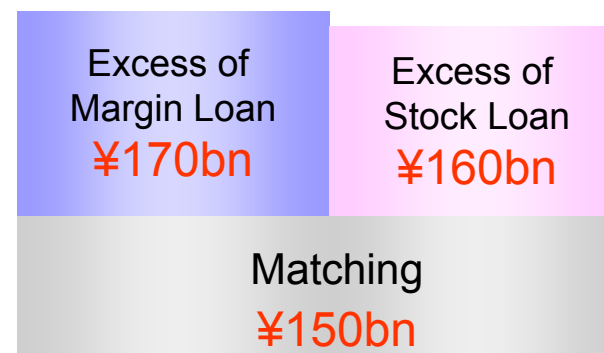 Excess of
Margin Loan
¥170bn
Excess of
Stock Loan
¥160bn
Matching
¥150bn